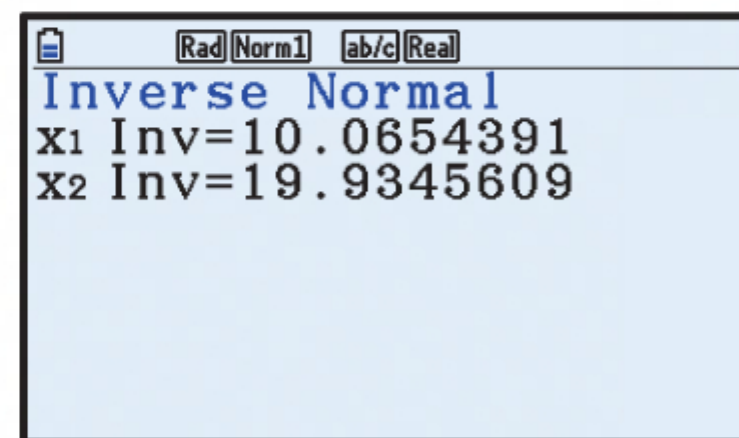 Rad Norm1 ab/c Real
Inverse Normal
x1 Inv=10.0654391
x2 Inv=19.9345609